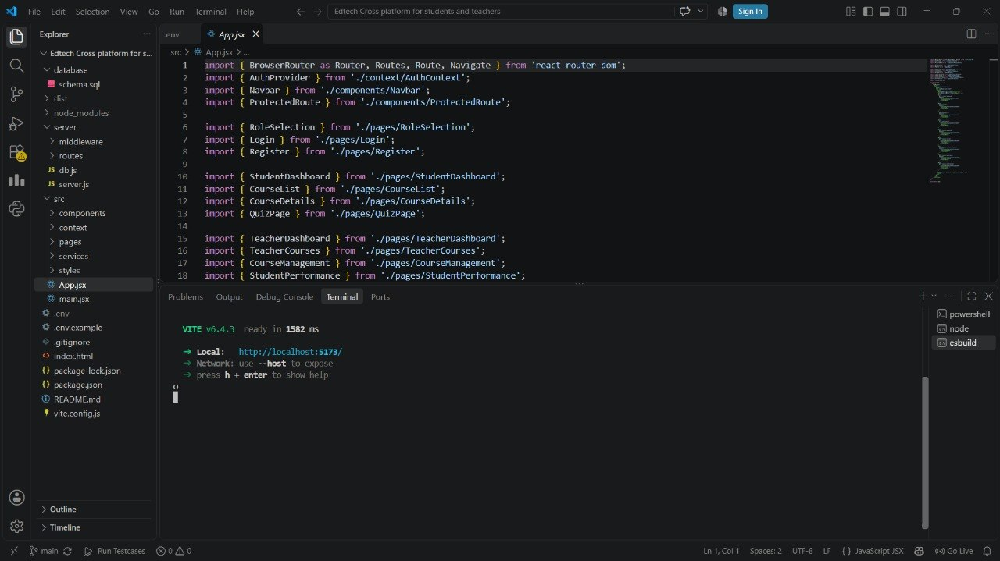 File Edit Selection View Go Run Terminal Help
Edtech Cross platform for students and teachers
Sign In
Explorer
Edtech Cross platform for s...
database
schema.sql
dist
node_modules
server
middleware
routes
JS db.js
JS server.js
src
components
context
pages
services
styles
App.jsx
main.jsx
.env
.env.example
.gitignore
index.html
package-lock.json
package.json
README.md
vite.config.js
Outline
Timeline
.env
App.jsx
src > App.jsx > ...
1 import { BrowserRouter as Router, Routes, Route, Navigate } from 'react-router-dom';
2 import { AuthProvider } from './context/AuthContext';
3 import { Navbar } from './components/Navbar';
4 import { ProtectedRoute } from './components/ProtectedRoute';
5
6 import { RoleSelection } from './pages/RoleSelection';
7 import { Login } from './pages/Login';
8 import { Register } from './pages/Register';
9
10 import { StudentDashboard } from './pages/StudentDashboard';
11 import { CourseList } from './pages/CourseList';
12 import { CourseDetails } from './pages/CourseDetails';
13 import { QuizPage } from './pages/QuizPage';
14
15 import { TeacherDashboard } from './pages/TeacherDashboard';
16 import { TeacherCourses } from './pages/TeacherCourses';
17 import { CourseManagement } from './pages/CourseManagement';
18 import { StudentPerformance } from './pages/StudentPerformance';
Problems Output Debug Console Terminal Ports
VITE v6.4.3 ready in 1582 ms
➜ Local: http://localhost:5173/
➜ Network: use --host to expose
➜ press h + enter to show help
o
powershell
node
esbuild
main
Run Testcases
0 0
Ln 1, Col 1
Spaces: 2
UTF-8
LF
{ } JavaScript JSX
Go Live